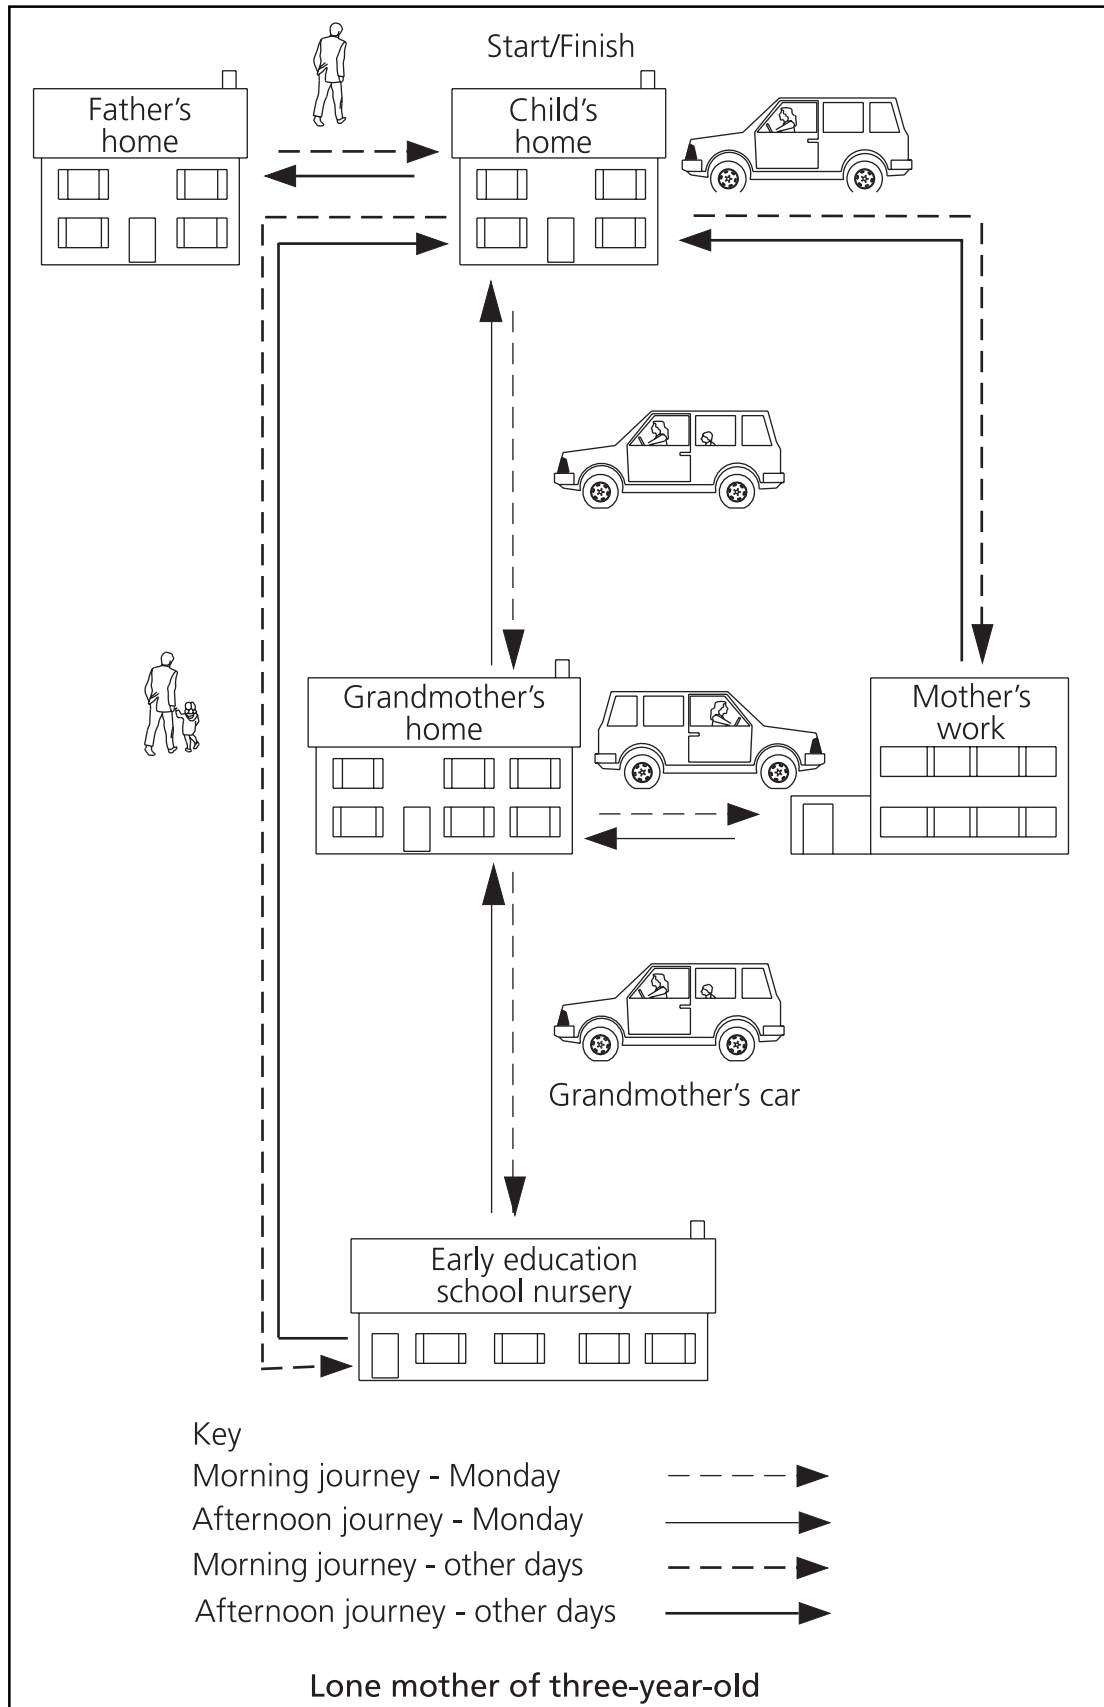 Start/Finish
Father's
home
Child's
home
Grandmother's
home
Mother's
work
Grandmother's car
Early education
school nursery
Key
Morning journey - Monday
Afternoon journey - Monday
Morning journey - other days
Afternoon journey - other days
Lone mother of three-year-old